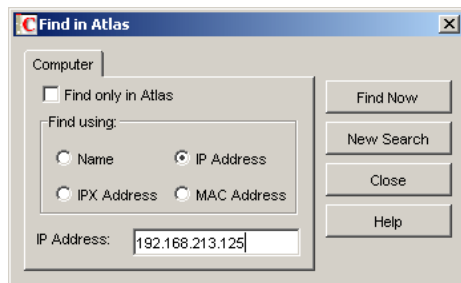 Find in Atlas
Computer
Find only in Atlas
Find using:
Name
IP Address
IPX Address
MAC Address
IP Address:
192.168.213.125
Find Now
New Search
Close
Help